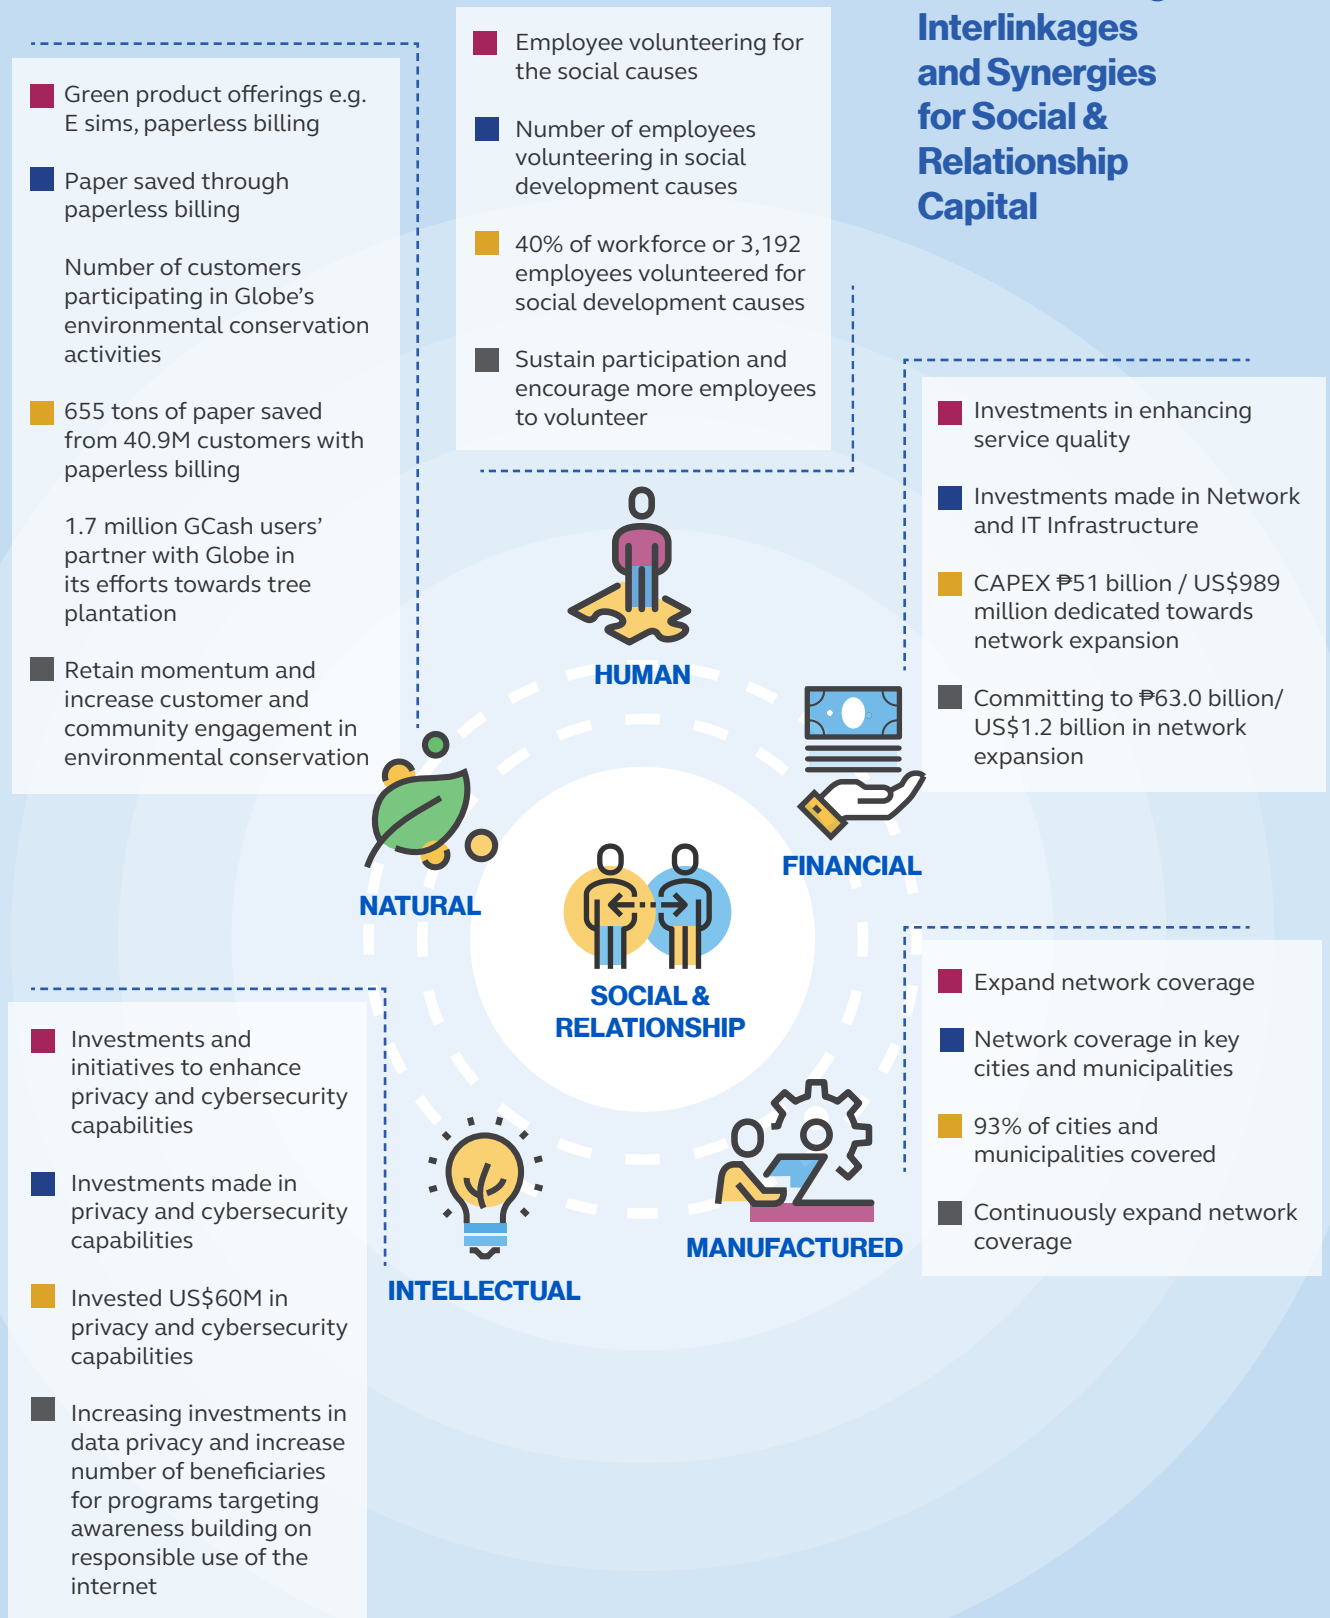 Interlinkages
and Synergies
for Social &
Relationship
Capital
Green product offerings e.g.
E sims, paperless billing
Paper saved through
paperless billing
Number of customers
participating in Globe’s
environmental conservation
activities
655 tons of paper saved
from 40.9M customers with
paperless billing
1.7 million GCash users’
partner with Globe in
its efforts towards tree
plantation
Retain momentum and
increase customer and
community engagement in
environmental conservation
NATURAL
Employee volunteering for
the social causes
Number of employees
volunteering in social
development causes
40% of workforce or 3,192
employees volunteered for
social development causes
Sustain participation and
encourage more employees
to volunteer
HUMAN
Investments in enhancing
service quality
Investments made in Network
and IT Infrastructure
CAPEX ₱51 billion / US$989
million dedicated towards
network expansion
Committing to ₱63.0 billion/
US$1.2 billion in network
expansion
FINANCIAL
SOCIAL &
RELATIONSHIP
Investments and
initiatives to enhance
privacy and cybersecurity
capabilities
Investments made in
privacy and cybersecurity
capabilities
Invested US$60M in
privacy and cybersecurity
capabilities
Increasing investments in
data privacy and increase
number of beneficiaries
for programs targeting
awareness building on
responsible use of the
internet
INTELLECTUAL
Expand network coverage
Network coverage in key
cities and municipalities
93% of cities and
municipalities covered
Continuously expand network
coverage
MANUFACTURED